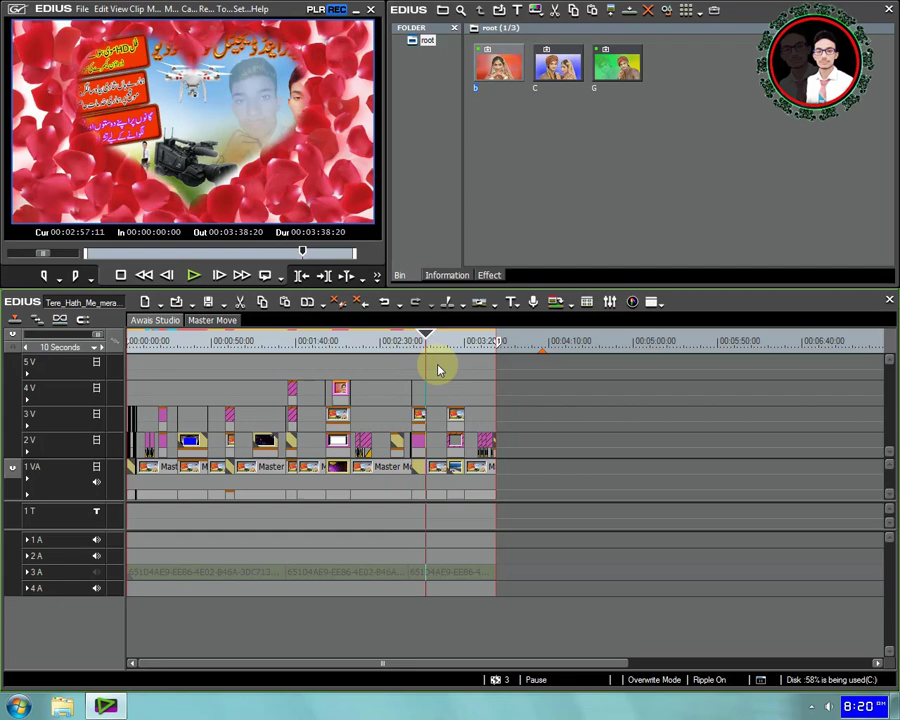 EDIUS File Edit View Clip M... M... Ca... Re... To... Set... Help PLR REC
Cur 00:02:57:11 In 00:00:00:00 Out 00:03:38:20 Dur 00:03:38:20
EDIUS
FOLDER root (1/3)
root
b C G
Bin Information Effect
EDIUS Tere_Hath_Me_mera...
Awais Studio Master Move
10 Seconds 00:00:00:00 00:00:50:00 00:01:40:00 00:02:30:00 00:03:20:00 00:04:10:00 00:05:00:00 00:05:50:00 00:06:40:00
5 V
4 V
3 V
2 V
1 VA Mast M Master M Master Mo M
1 T T
1 A
2 A
3 A 651D4AE9-EE86-4E02-B46A-3DC713... 651D4AE9-EE86-4E02-B46A... 651D4AE9-EE86-4...
4 A
3 Pause Overwrite Mode Ripple On Disk :58% is being used(C:)
8:20 PM